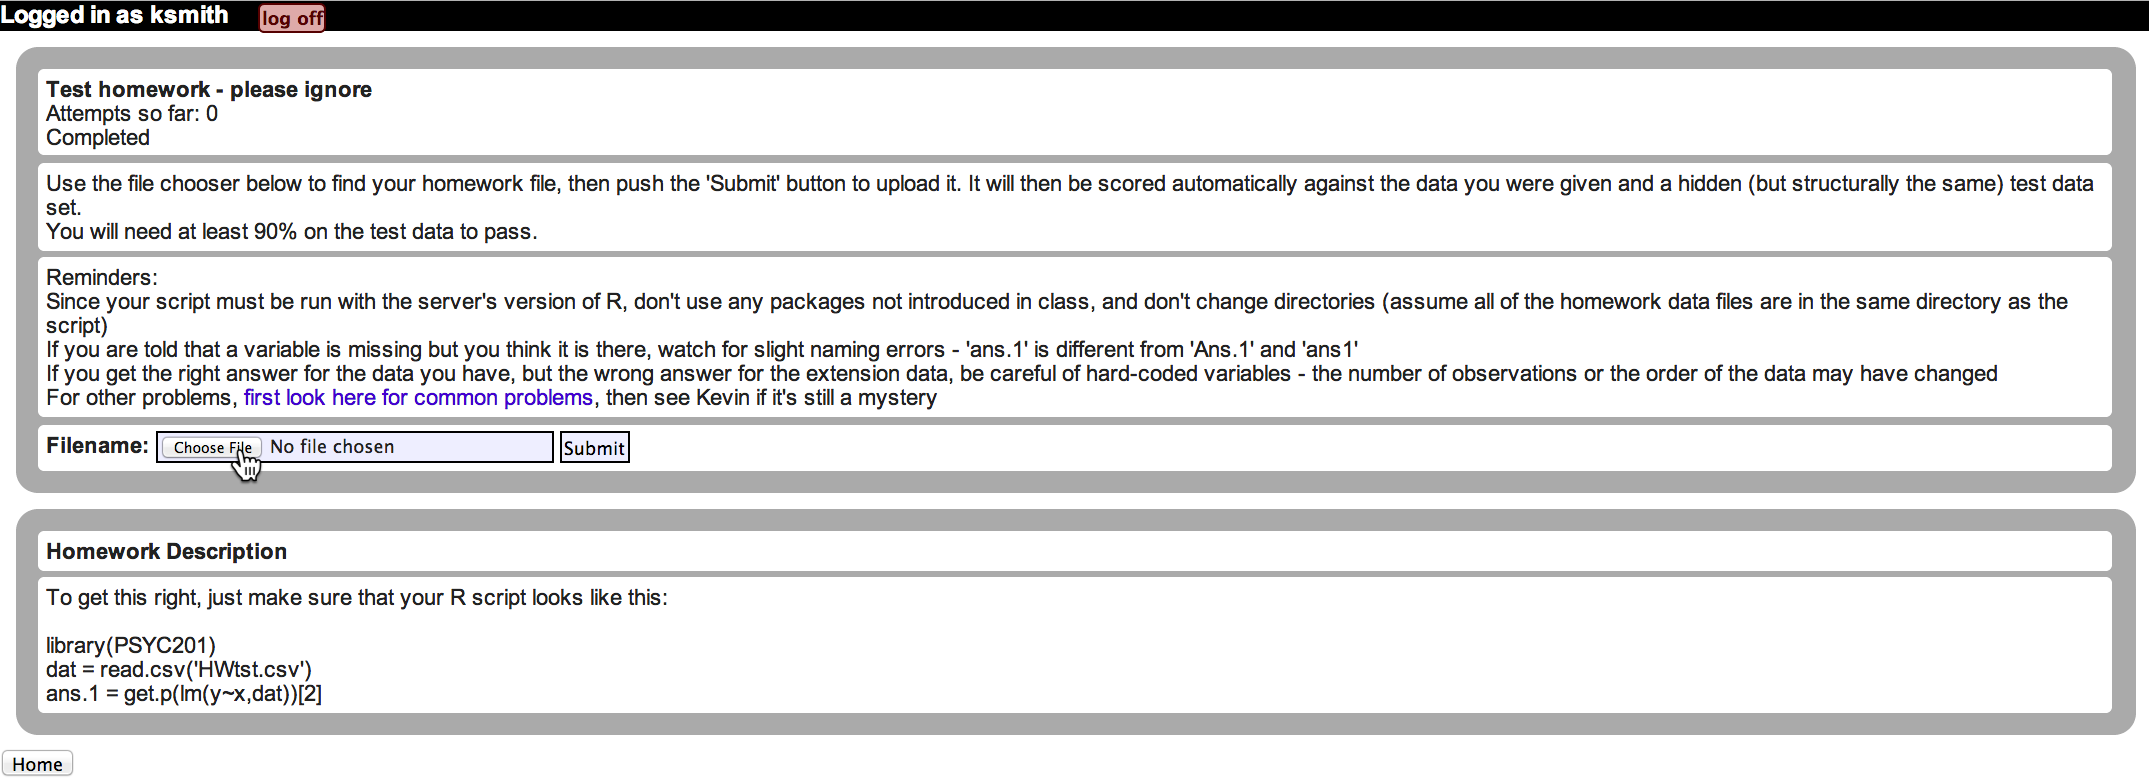 Logged in as ksmith log off
Test homework - please ignore
Attempts so far: 0
Completed
Use the file chooser below to find your homework file, then push the 'Submit' button to upload it. It will then be scored automatically against the data you were given and a hidden (but structurally the same) test data
set.
You will need at least 90% on the test data to pass.
Reminders:
Since your script must be run with the server's version of R, don't use any packages not introduced in class, and don't change directories (assume all of the homework data files are in the same directory as the
script)
If you are told that a variable is missing but you think it is there, watch for slight naming errors - 'ans.1' is different from 'Ans.1' and 'ans1'
If you get the right answer for the data you have, but the wrong answer for the extension data, be careful of hard-coded variables - the number of observations or the order of the data may have changed
For other problems, first look here for common problems, then see Kevin if it's still a mystery
Filename: Choose File No file chosen Submit
Homework Description
To get this right, just make sure that your R script looks like this:
library(PSYC201)
dat = read.csv('HWtst.csv')
ans.1 = get.p(lm(y~x,dat))[2]
Home